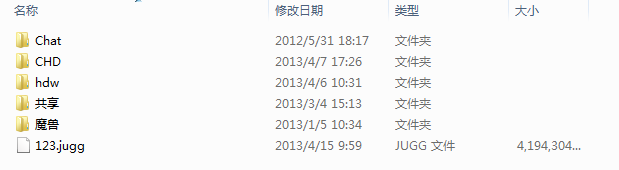 名称 修改日期 类型 大小
Chat 2012/5/31 18:17 文件夹
CHD 2013/4/7 17:26 文件夹
hdw 2013/4/6 10:31 文件夹
共享 2013/3/4 15:13 文件夹
魔兽 2013/1/5 10:34 文件夹
123.jugg 2013/4/15 9:59 JUGG 文件 4,194,304...